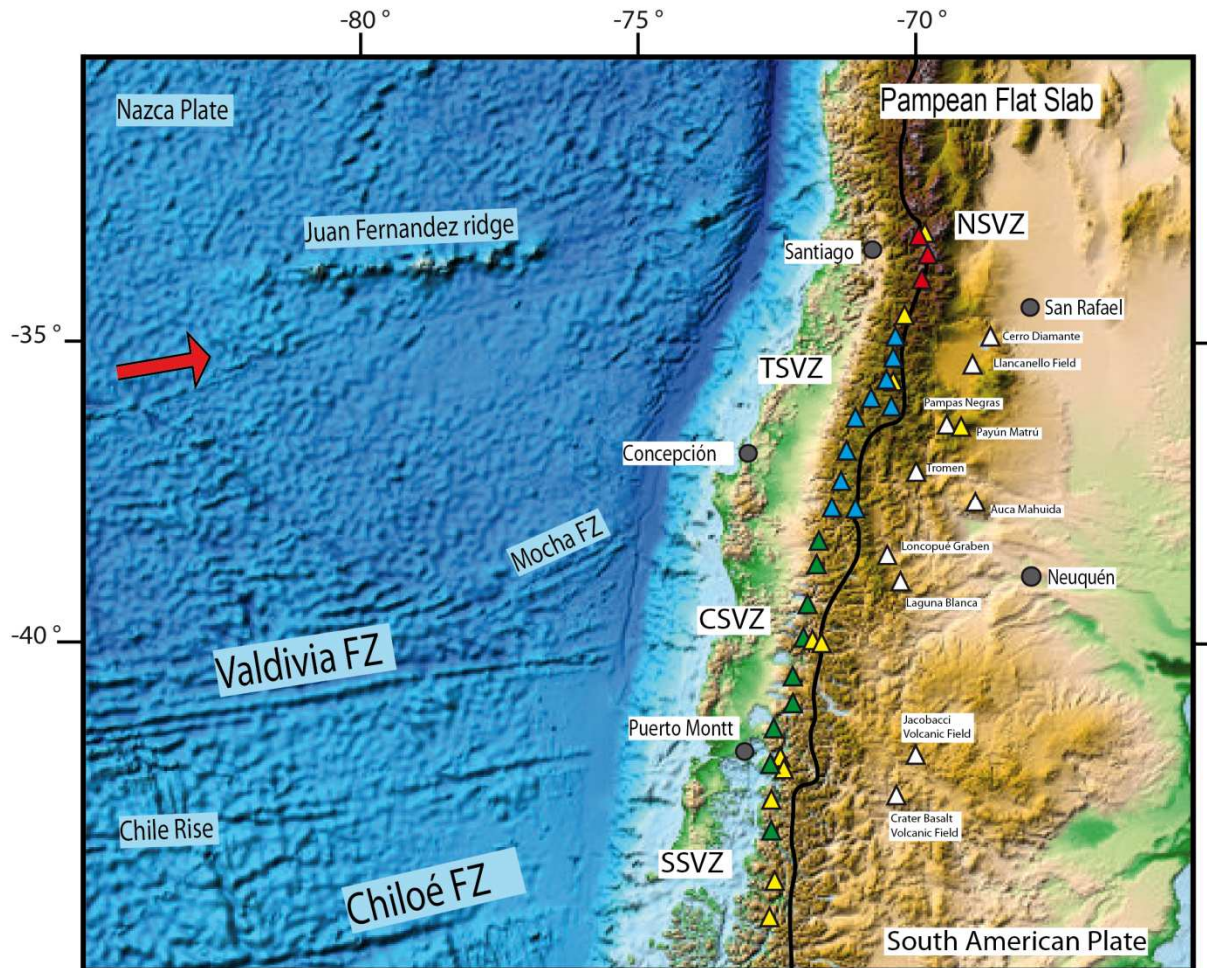 -80 °
-75 °
-70 °
Nazca Plate
Pampean Flat Slab
Juan Fernandez ridge
NSVZ
Santiago
San Rafael
-35 °
Cerro Diamante
Llancanello Field
TSVZ
Pampas Negras
Payún Matrú
Concepción
Tromen
Auca Mahuida
Mocha FZ
Loncopué Graben
Neuquén
Laguna Blanca
CSVZ
-40 °
Valdivia FZ
Puerto Montt
Jacobacci
Volcanic Field
Crater Basalt
Volcanic Field
Chile Rise
SSVZ
Chiloé FZ
South American Plate